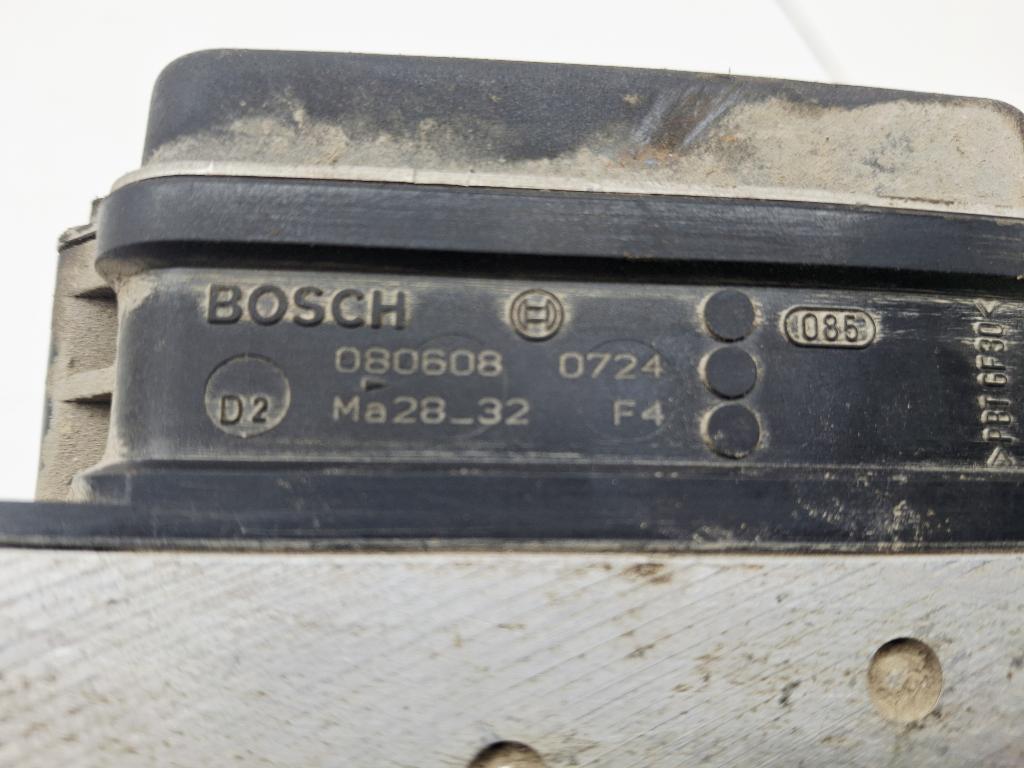 BOSCH
085
080608 0724
D2
Ma28_32 F4
>PBT GF30<